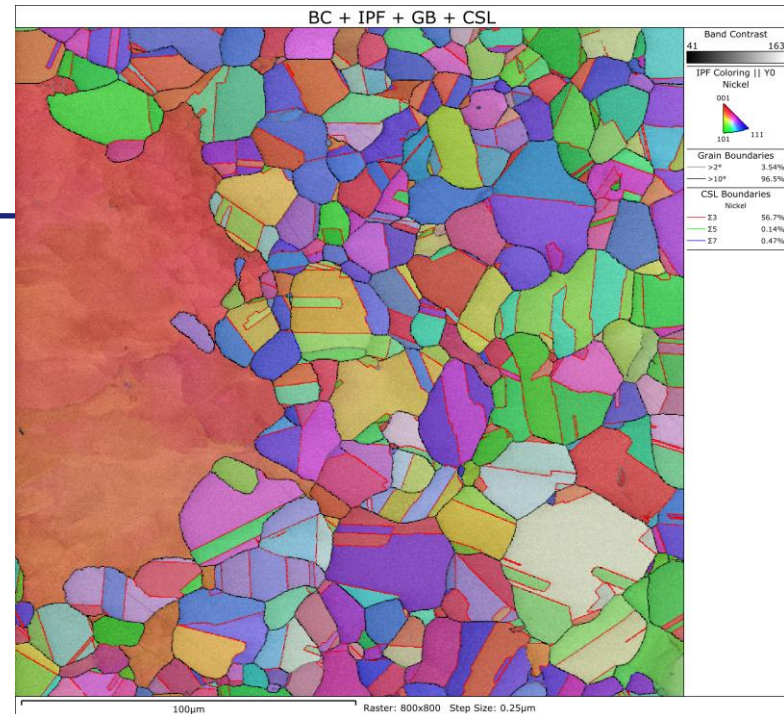 BC + IPF + GB + CSL
Band Contrast
41 163
IPF Coloring || Y0
Nickel
001
101 111
Grain Boundaries
>2° 3.54%
>10° 96.5%
CSL Boundaries
Nickel
Σ3 56.7%
Σ5 0.14%
Σ7 0.47%
100µm Raster: 800x800 Step Size: 0.25µm